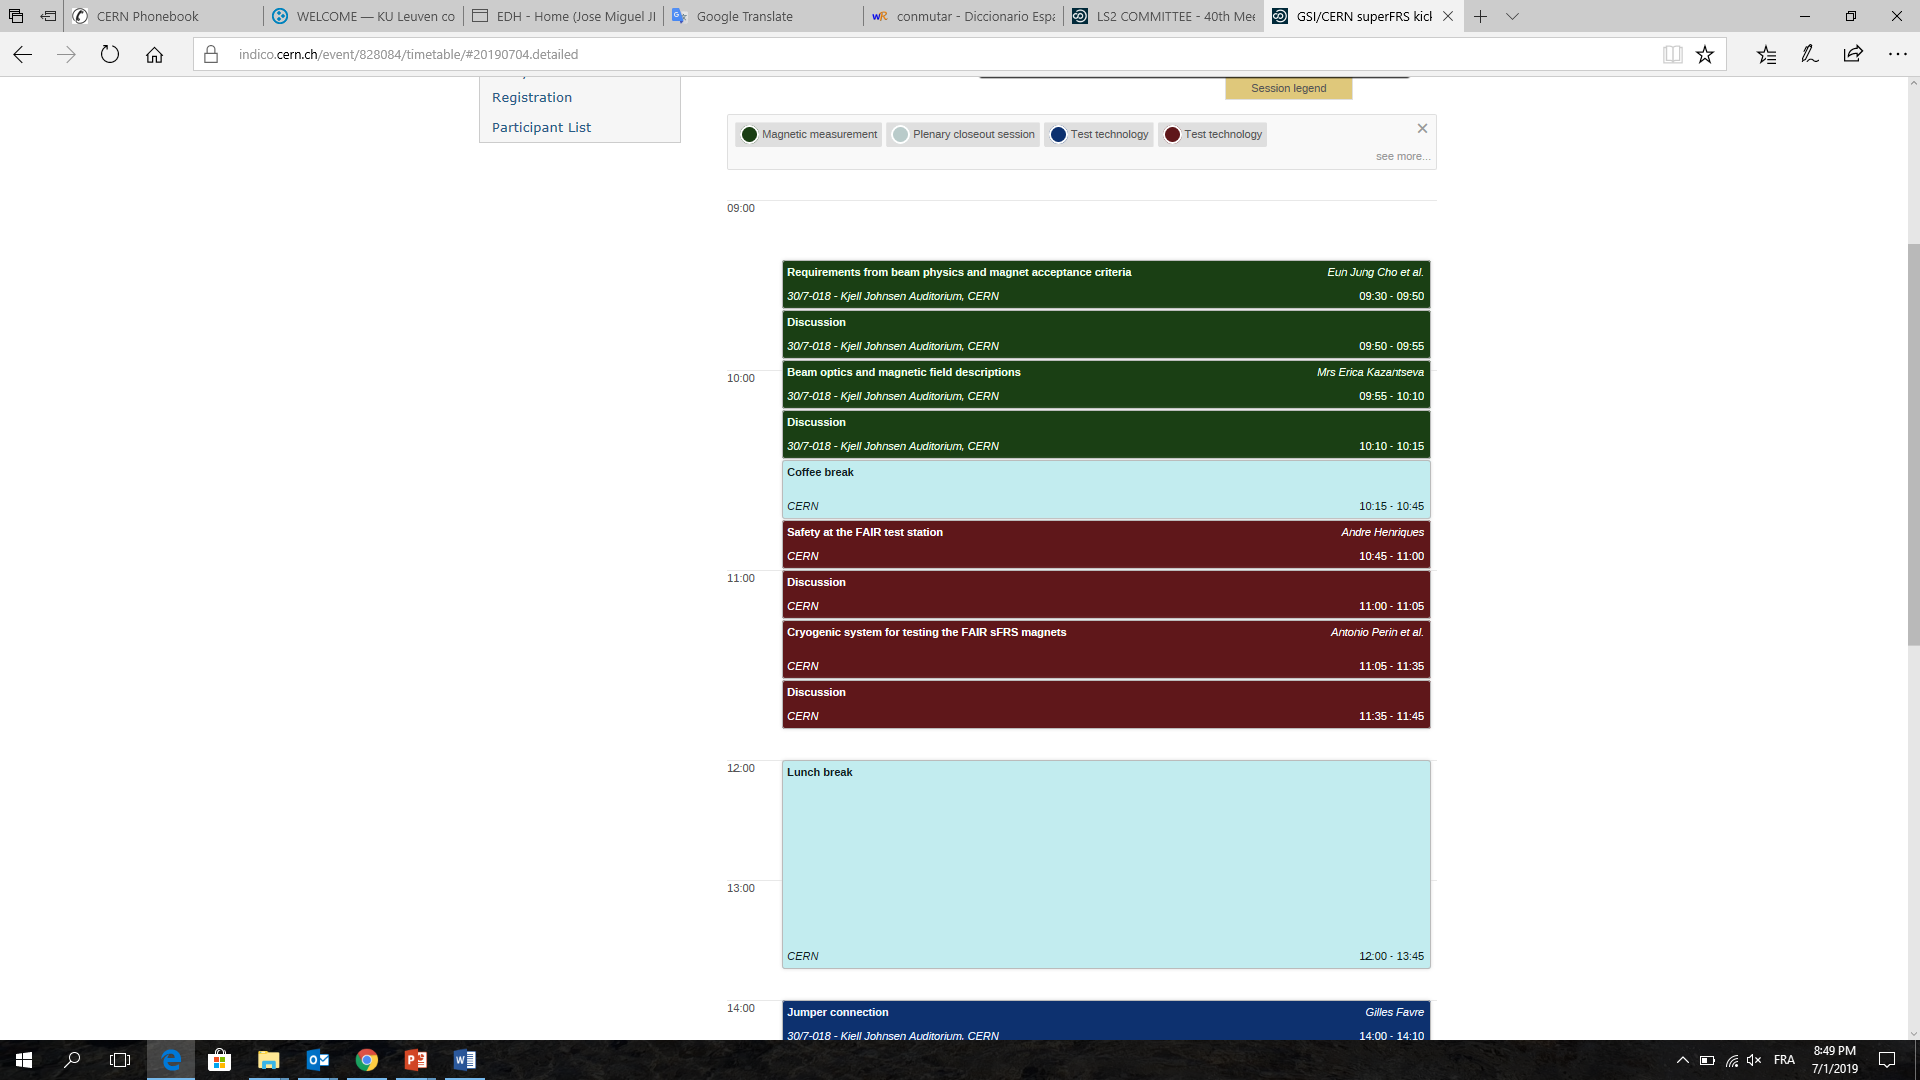 CERN Phonebook
WELCOME — KU Leuven co
EDH - Home (Jose Miguel JI
Google Translate
conmutar - Diccionario Espa
LS2 COMMITTEE - 40th Mee
GSI/CERN superFRS kick
indico.cern.ch/event/828084/timetable/#20190704.detailed
Registration
Participant List
Session legend
Magnetic measurement
Plenary closeout session
Test technology
Test technology
see more...
09:00
Requirements from beam physics and magnet acceptance criteria
Eun Jung Cho et al.
30/7-018 - Kjell Johnsen Auditorium, CERN
09:30 - 09:50
Discussion
30/7-018 - Kjell Johnsen Auditorium, CERN
09:50 - 09:55
10:00
Beam optics and magnetic field descriptions
Mrs Erica Kazantseva
30/7-018 - Kjell Johnsen Auditorium, CERN
09:55 - 10:10
Discussion
30/7-018 - Kjell Johnsen Auditorium, CERN
10:10 - 10:15
Coffee break
CERN
10:15 - 10:45
Safety at the FAIR test station
Andre Henriques
CERN
10:45 - 11:00
11:00
Discussion
CERN
11:00 - 11:05
Cryogenic system for testing the FAIR sFRS magnets
Antonio Perin et al.
CERN
11:05 - 11:35
Discussion
CERN
11:35 - 11:45
12:00
Lunch break
13:00
CERN
12:00 - 13:45
14:00
Jumper connection
Gilles Favre
30/7-018 - Kjell Johnsen Auditorium, CERN
14:00 - 14:10
FRA
8:49 PM
7/1/2019